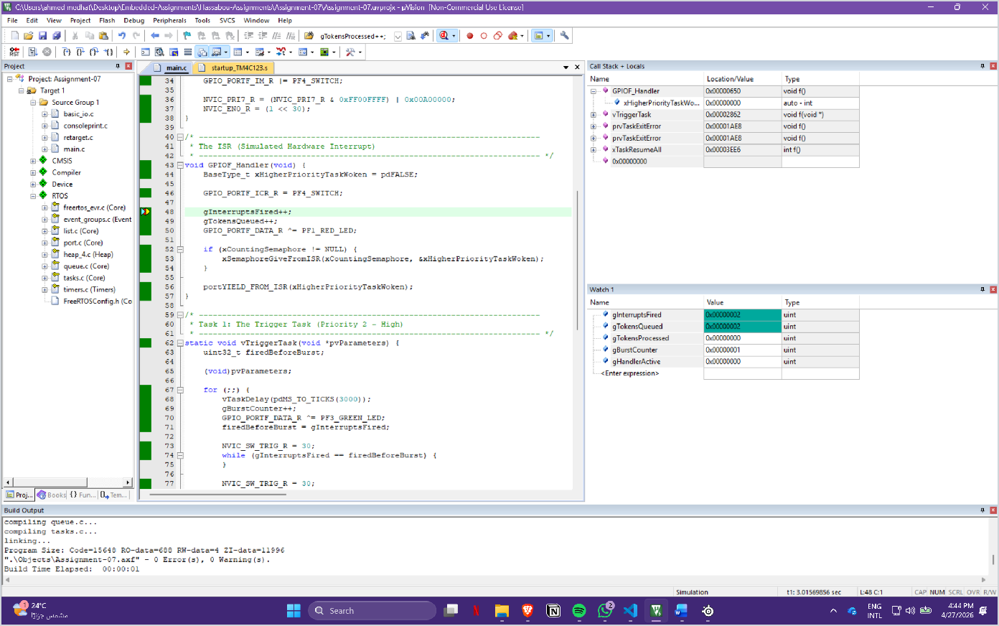 C:\Users\ahmed medhat\Desktop\Embedded-Assignments\Hassabou-Assignments\Assignment-07\Assignment-07.uvprojx - µVision  [Non-Commercial Use License]
File Edit View Project Flash Debug Peripherals Tools SVCS Window Help
gTokensProcessed++;
RST
Project
Project: Assignment-07
Target 1
Source Group 1
basic_io.c
consoleprint.c
retarget.c
main.c
CMSIS
Compiler
Device
RTOS
freertos_evr.c (Core)
event_groups.c (Event
list.c (Core)
port.c (Core)
heap_4.c (Heap)
queue.c (Core)
tasks.c (Core)
timers.c (Timers)
FreeRTOSConfig.h (Co
Proj... Books {} Fun... Tem...
main.c startup_TM4C123.s
34 GPIO_PORTF_IM_R |= PF4_SWITCH;
35
36 NVIC_PRI7_R = (NVIC_PRI7_R & 0xFF00FFFF) | 0x00A00000;
37 NVIC_EN0_R = (1 << 30);
38 }
39
40 /* --------------------------------------------------------------------------
41 * The ISR (Simulated Hardware Interrupt)
42 * -------------------------------------------------------------------------- */
43 void GPIOF_Handler(void) {
44 BaseType_t xHigherPriorityTaskWoken = pdFALSE;
45
46 GPIO_PORTF_ICR_R = PF4_SWITCH;
47
48 gInterruptsFired++;
49 gTokensQueued++;
50 GPIO_PORTF_DATA_R ^= PF1_RED_LED;
51
52 if (xCountingSemaphore != NULL) {
53 xSemaphoreGiveFromISR(xCountingSemaphore, &xHigherPriorityTaskWoken);
54 }
55
56 portYIELD_FROM_ISR(xHigherPriorityTaskWoken);
57 }
58
59 /* --------------------------------------------------------------------------
60 * Task 1: The Trigger Task (Priority 2 - High)
61 * -------------------------------------------------------------------------- */
62 static void vTriggerTask(void *pvParameters) {
63 uint32_t firedBeforeBurst;
64
65 (void)pvParameters;
66
67 for (;;) {
68 vTaskDelay(pdMS_TO_TICKS(3000));
69 gBurstCounter++;
70 GPIO_PORTF_DATA_R ^= PF3_GREEN_LED;
71 firedBeforeBurst = gInterruptsFired;
72
73 NVIC_SW_TRIG_R = 30;
74 while (gInterruptsFired == firedBeforeBurst) {
75 }
76
77 NVIC_SW_TRIG_R = 30;
Call Stack + Locals
Name Location/Value Type
GPIOF_Handler 0x00000650 void f()
xHigherPriorityTaskWo... 0x00000000 auto - int
vTriggerTask 0x00002862 void f(void *)
prvTaskExitError 0x00001AE8 void f()
prvTaskExitError 0x00001AE8 void f()
xTaskResumeAll 0x00003EE6 int f()
0x00000000
Watch 1
Name Value Type
gInterruptsFired 0x00000002 uint
gTokensQueued 0x00000002 uint
gTokensProcessed 0x00000000 uint
gBurstCounter 0x00000001 uint
gHandlerActive 0x00000000 uint
<Enter expression>
Build Output
compiling queue.c...
compiling tasks.c...
linking...
Program Size: Code=15648 RO-data=688 RW-data=4 ZI-data=11996
".\Objects\Assignment-07.axf" - 0 Error(s), 0 Warning(s).
Build Time Elapsed:  00:00:01
Simulation t1: 3.01569856 sec L:48 C:1 CAP NUM SCRL OVR R/W
1
24°C
مشمس جزئيًا
Search
2
ENG
INTL
4:44 PM
4/27/2026